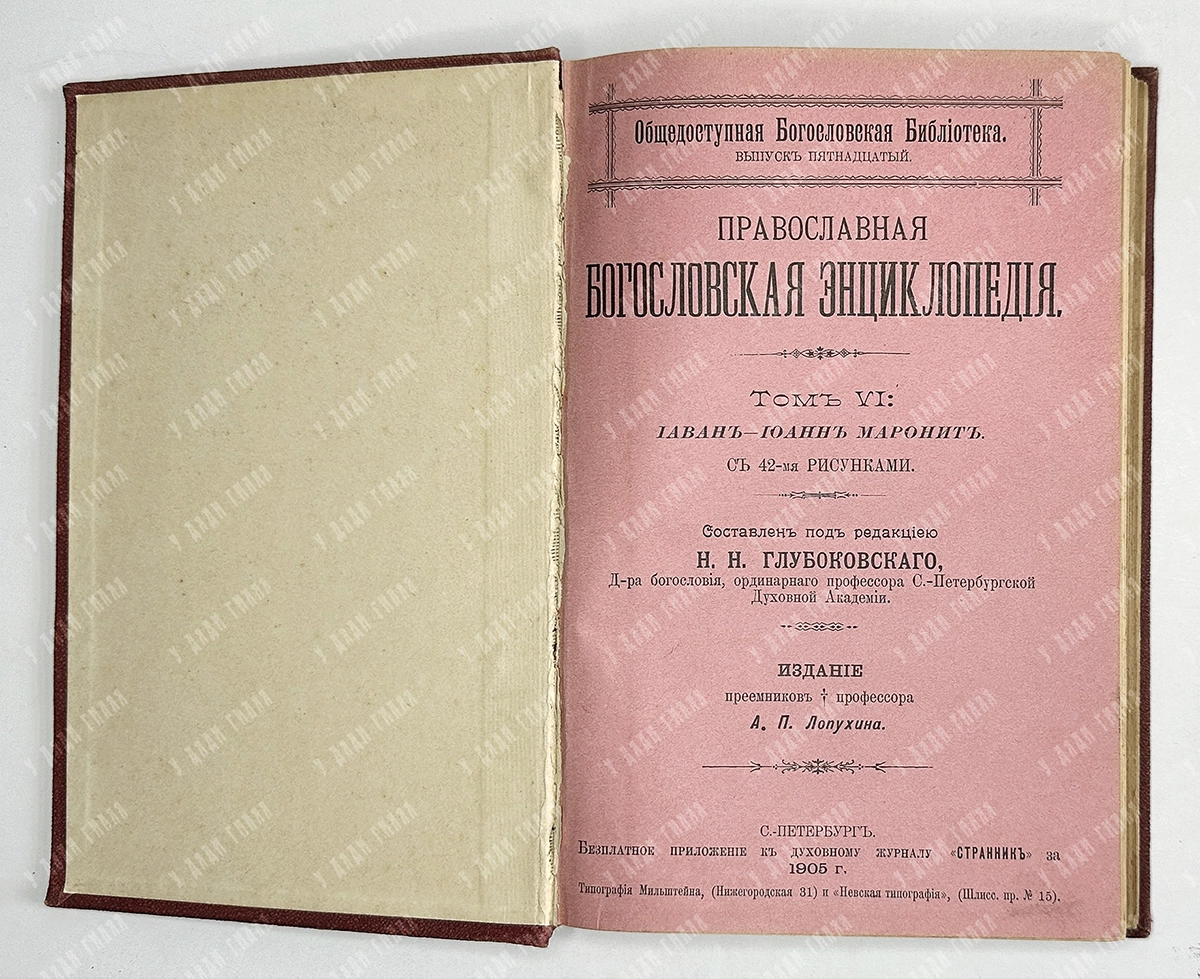 Общедоступная Богословская Библіотека.
ВЫПУСКЪ ПЯТНАДЦАТЫЙ.
ПРАВОСЛАВНАЯ
БОГОСЛОВСКАЯ ЭНЦИКЛОПЕДІЯ.
Томъ VI:
ІАВАНЪ—ІОАННЪ МАРОНИТЪ.
СЪ 42-мя РИСУНКАМИ.
Составленъ подъ редакціею
Н. Н. ГЛУБОКОВСКАГО,
Д-ра богословія, ординарнаго профессора С.-Петербургской
Духовной Академіи.
ИЗДАНІЕ
преемниковъ † профессора
А. П. Лопухина.
С.-ПЕТЕРБУРГЪ.
Безплатное приложеніе къ духовному журналу «СТРАННИКЪ» за
1905 г.
Типографія Мильштейна, (Нижегородская 31) и «Невская типографія», (Шлисс. пр. № 15).